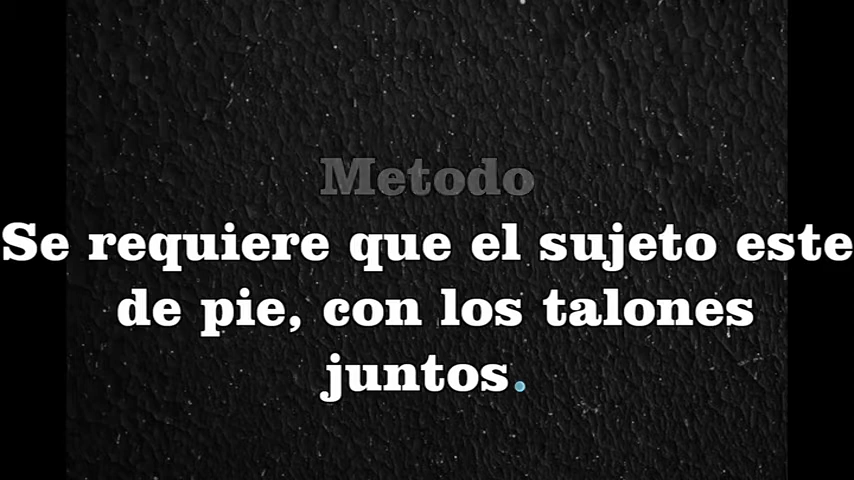 Metodo
Se requiere que el sujeto este
de pie, con los talones
juntos.